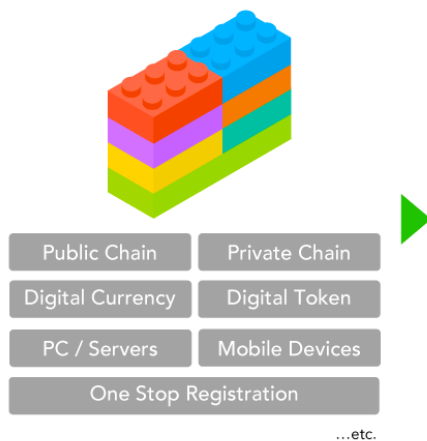 Public Chain
Private Chain
Digital Currency
Digital Token
PC / Servers
Mobile Devices
One Stop Registration
...etc.